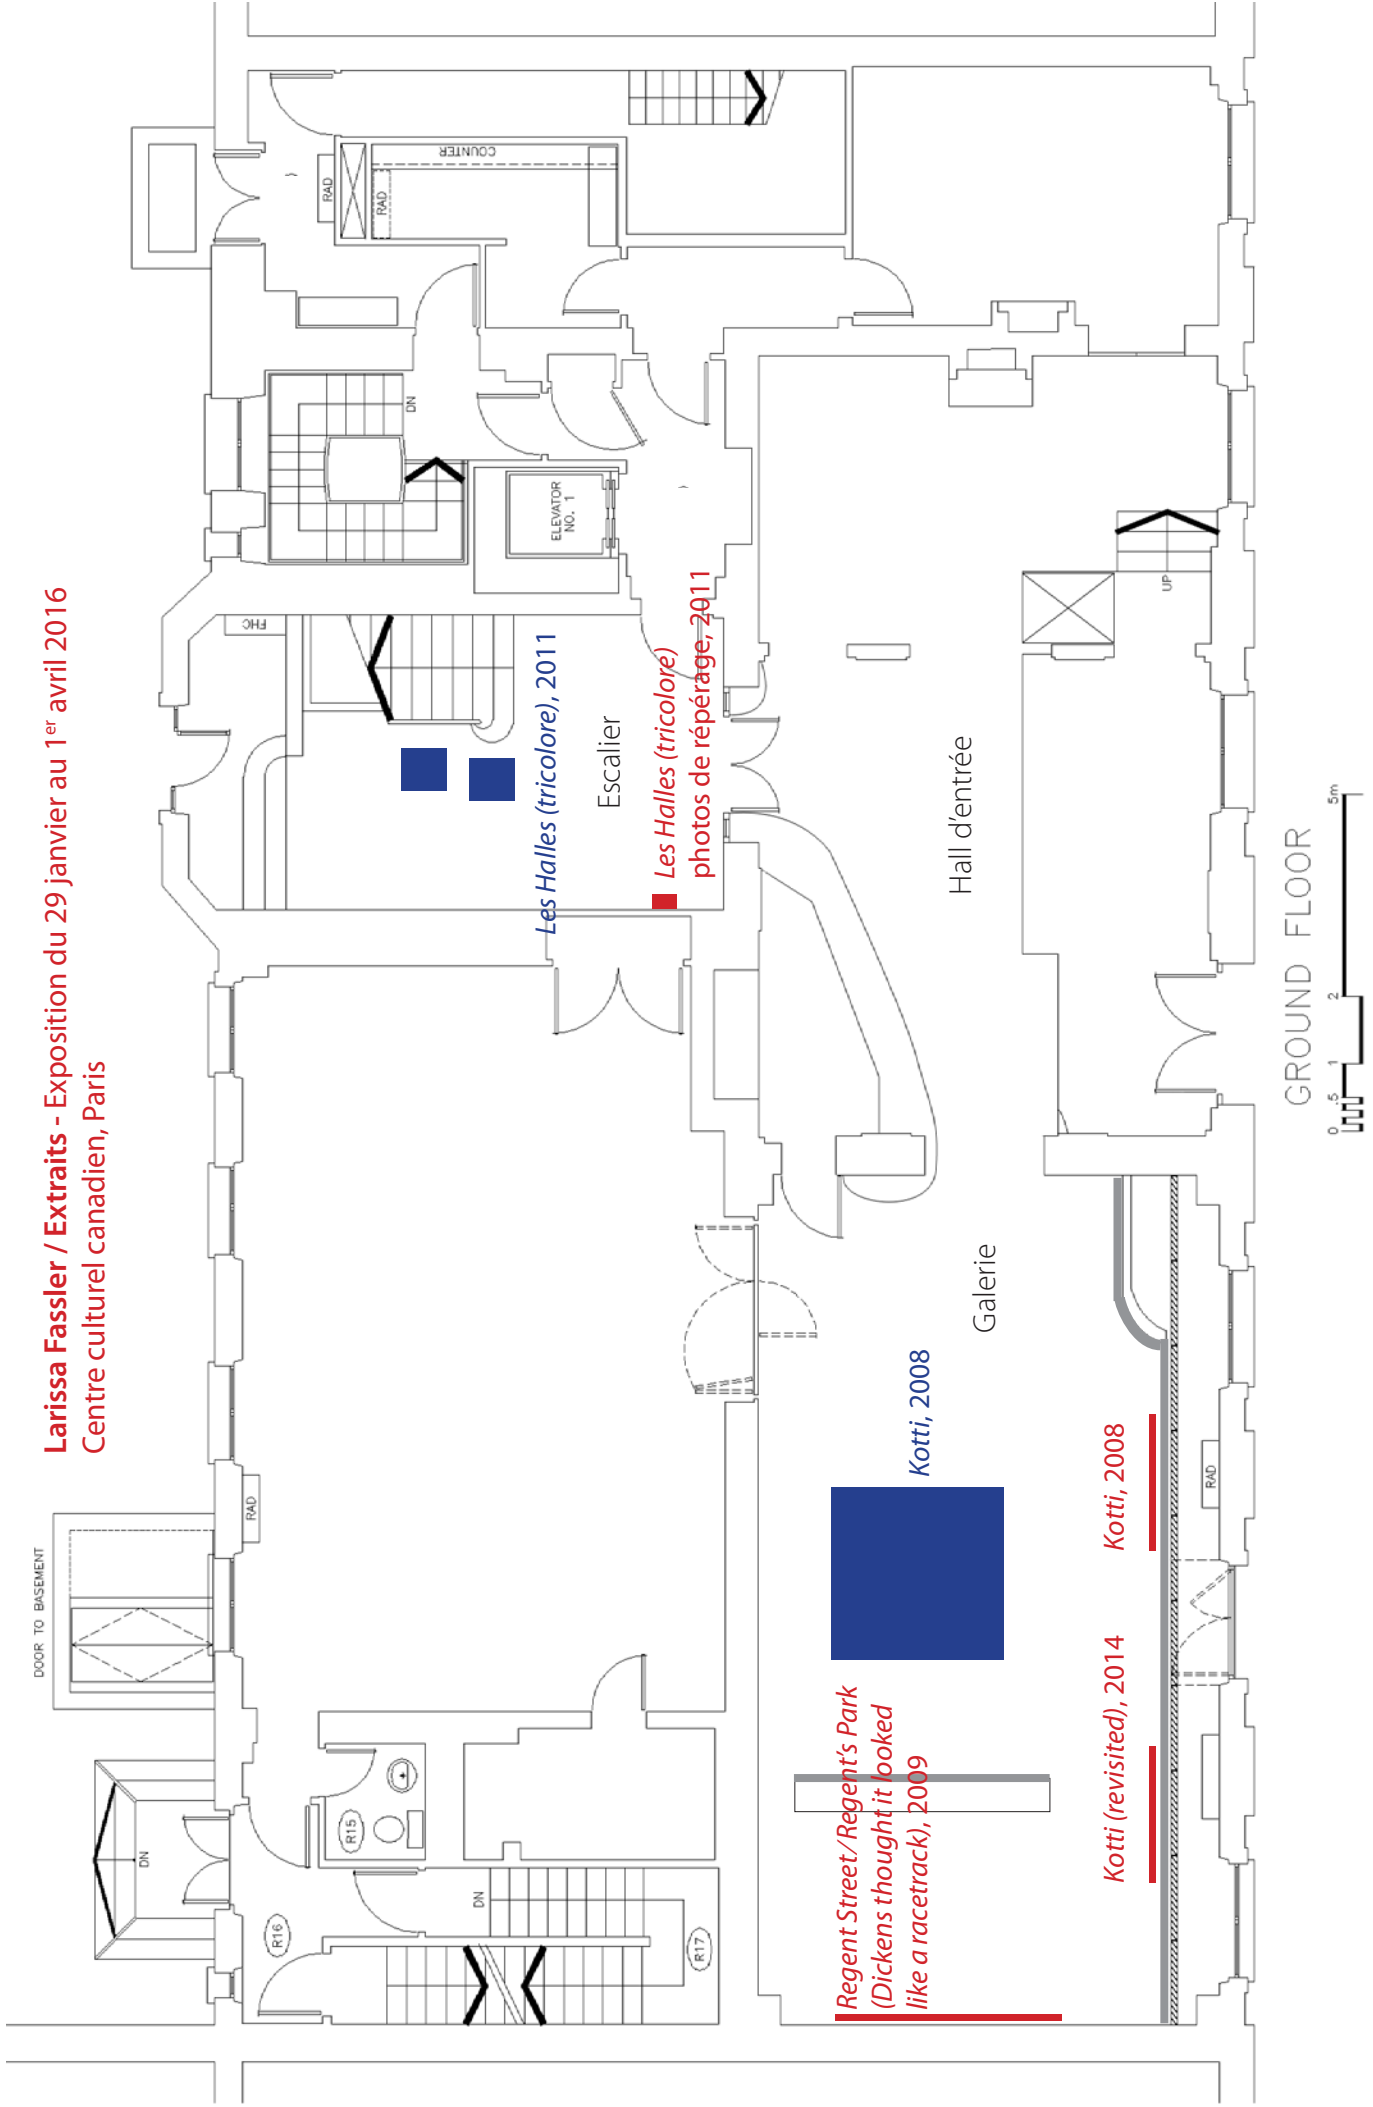 Larissa Fassler / Extraits - Exposition du 29 janvier au 1er avril 2016
Centre culturel canadien, Paris
DOOR TO BASEMENT
DN
R16
RAD
R15
DN
R17
FHC
DN
ELEVATOR
NO. 1
RAD
RAD
COUNTER
Les Halles (tricolore), 2011
Escalier
Les Halles (tricolore)
photos de répérage, 2011
Hall d'entrée
UP
Galerie
Kotti, 2008
Regent Street/Regent's Park
(Dickens thought it looked
like a racetrack), 2009
Kotti (revisited), 2014
Kotti, 2008
RAD
GROUND FLOOR
0 .5 1 2 5m